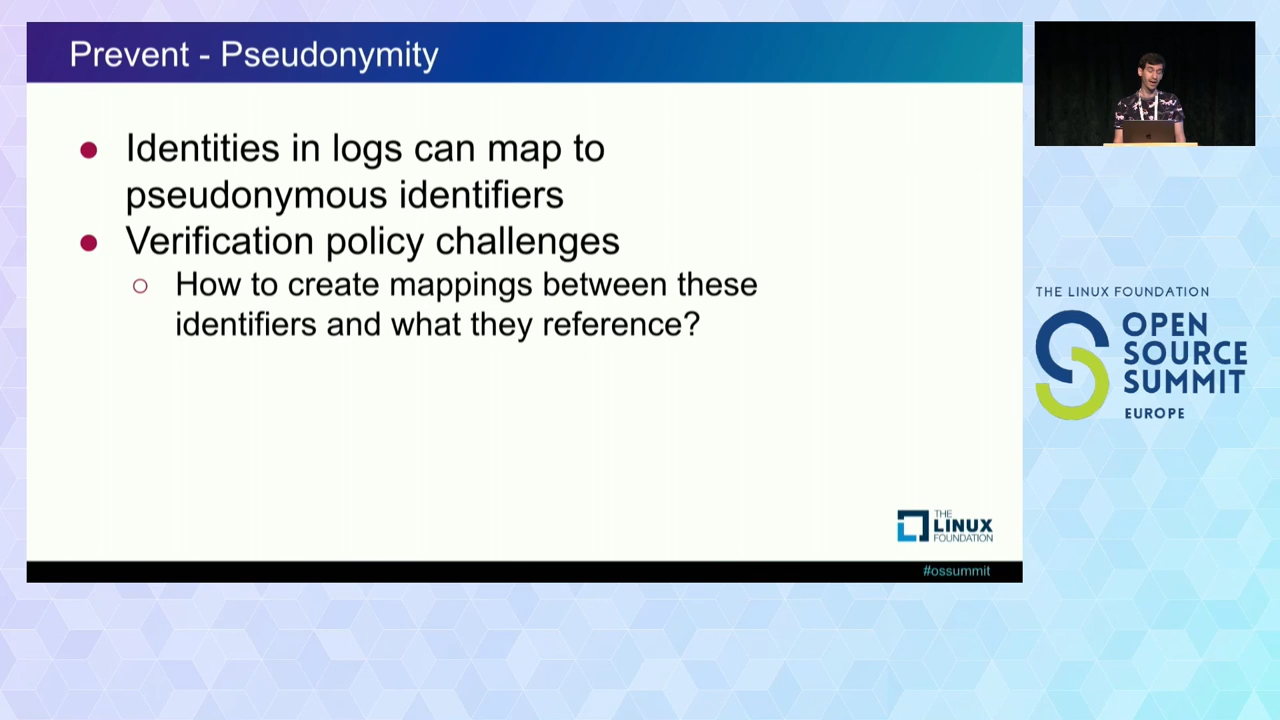 Prevent - Pseudonymity
● Identities in logs can map to
pseudonymous identifiers
● Verification policy challenges
○ How to create mappings between these
identifiers and what they reference?
THE
LINUX
FOUNDATION
#ossummit
THE LINUX FOUNDATION
OPEN
SOURCE
SUMMIT
EUROPE